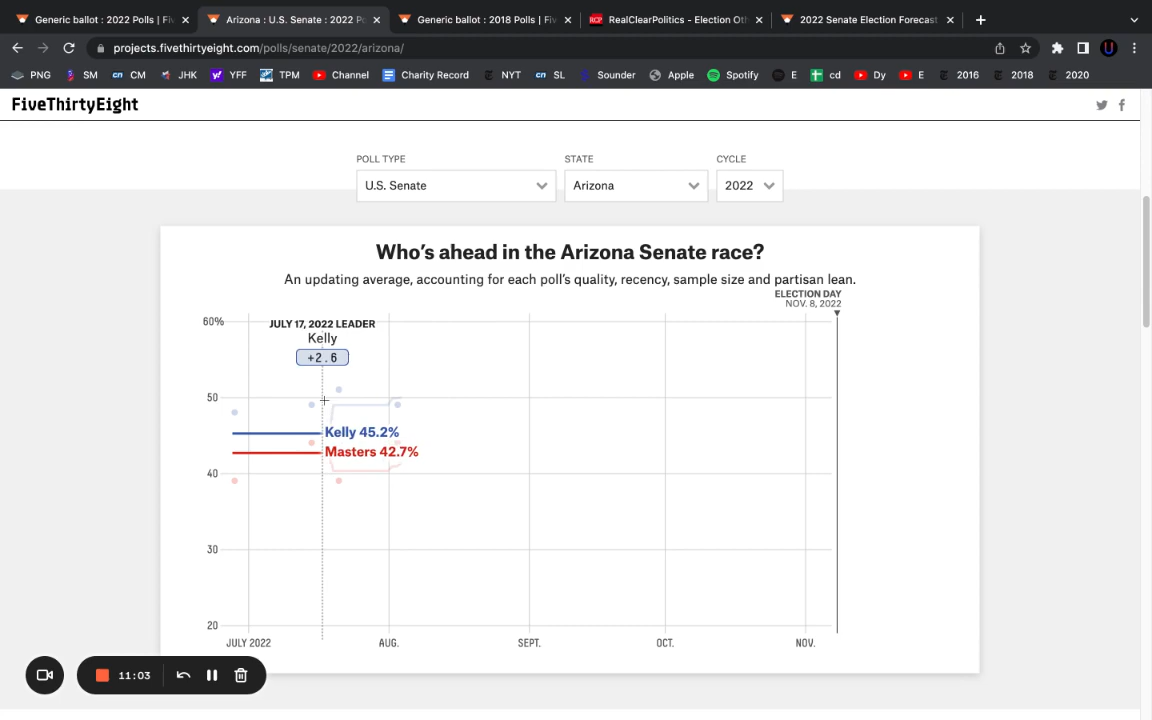 Generic ballot : 2022 Polls | Fiv
Arizona : U.S. Senate : 2022 Po
Generic ballot : 2018 Polls | Fiv
RCP RealClearPolitics - Election Oth
2022 Senate Election Forecast
projects.fivethirtyeight.com/polls/senate/2022/arizona/
U
PNG SM cn CM JHK YFF TPM Channel Charity Record NYT cn SL Sounder Apple Spotify E cd Dy E 2016 2018 2020
FiveThirtyEight
POLL TYPE STATE CYCLE
U.S. Senate Arizona 2022
Who's ahead in the Arizona Senate race?
An updating average, accounting for each poll's quality, recency, sample size and partisan lean.
ELECTION DAY
NOV. 8, 2022
60%
JULY 17, 2022 LEADER
Kelly
+2.6
50
Kelly 45.2%
Masters 42.7%
40
30
20
JULY 2022 AUG. SEPT. OCT. NOV.
11:03